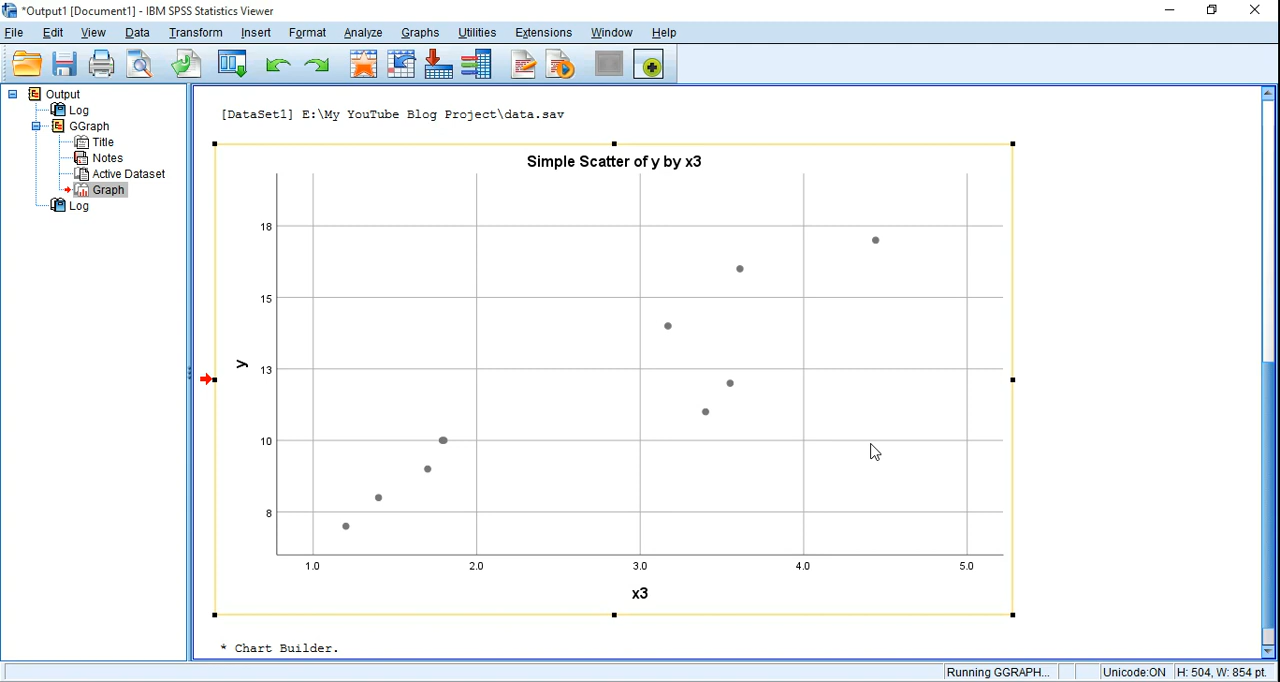 *Output1 [Document1] - IBM SPSS Statistics Viewer
File Edit View Data Transform Insert Format Analyze Graphs Utilities Extensions Window Help
Output
Log
GGraph
Title
Notes
Active Dataset
Graph
Log
[DataSet1] E:\My YouTube Blog Project\data.sav
Simple Scatter of y by x3
18
15
13
10
8
y
1.0 2.0 3.0 4.0 5.0
x3
* Chart Builder.
Running GGRAPH... Unicode:ON H: 504, W: 854 pt.